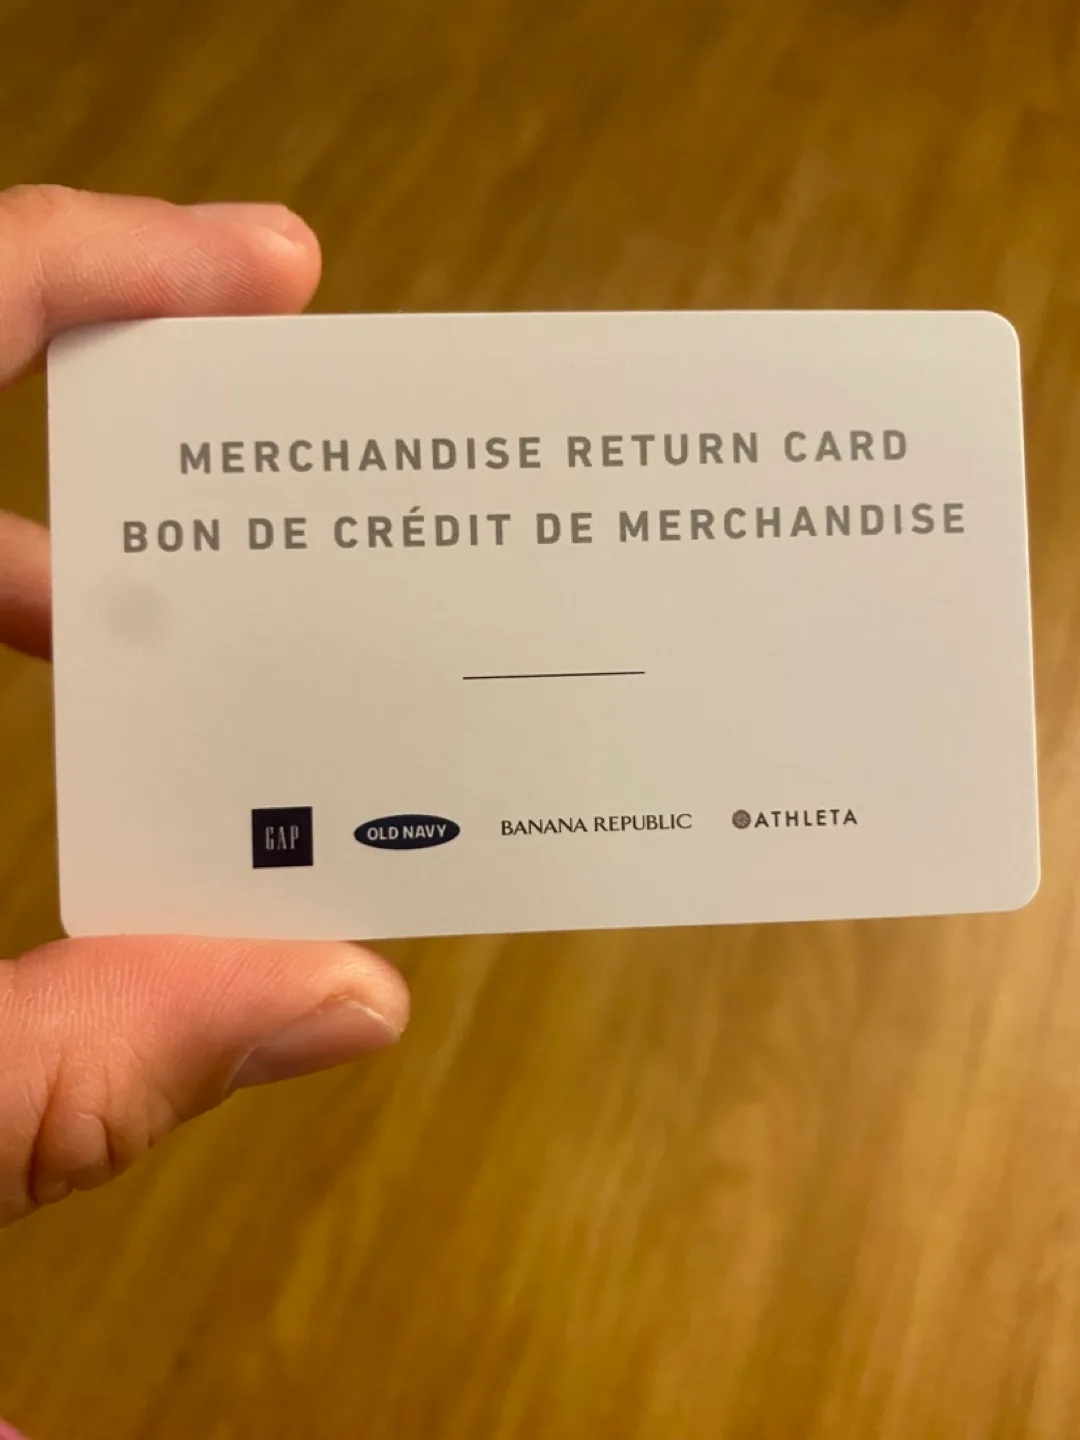 MERCHANDISE RETURN CARD
BON DE CRÉDIT DE MERCHANDISE
GAP OLD NAVY BANANA REPUBLIC ATHLETA